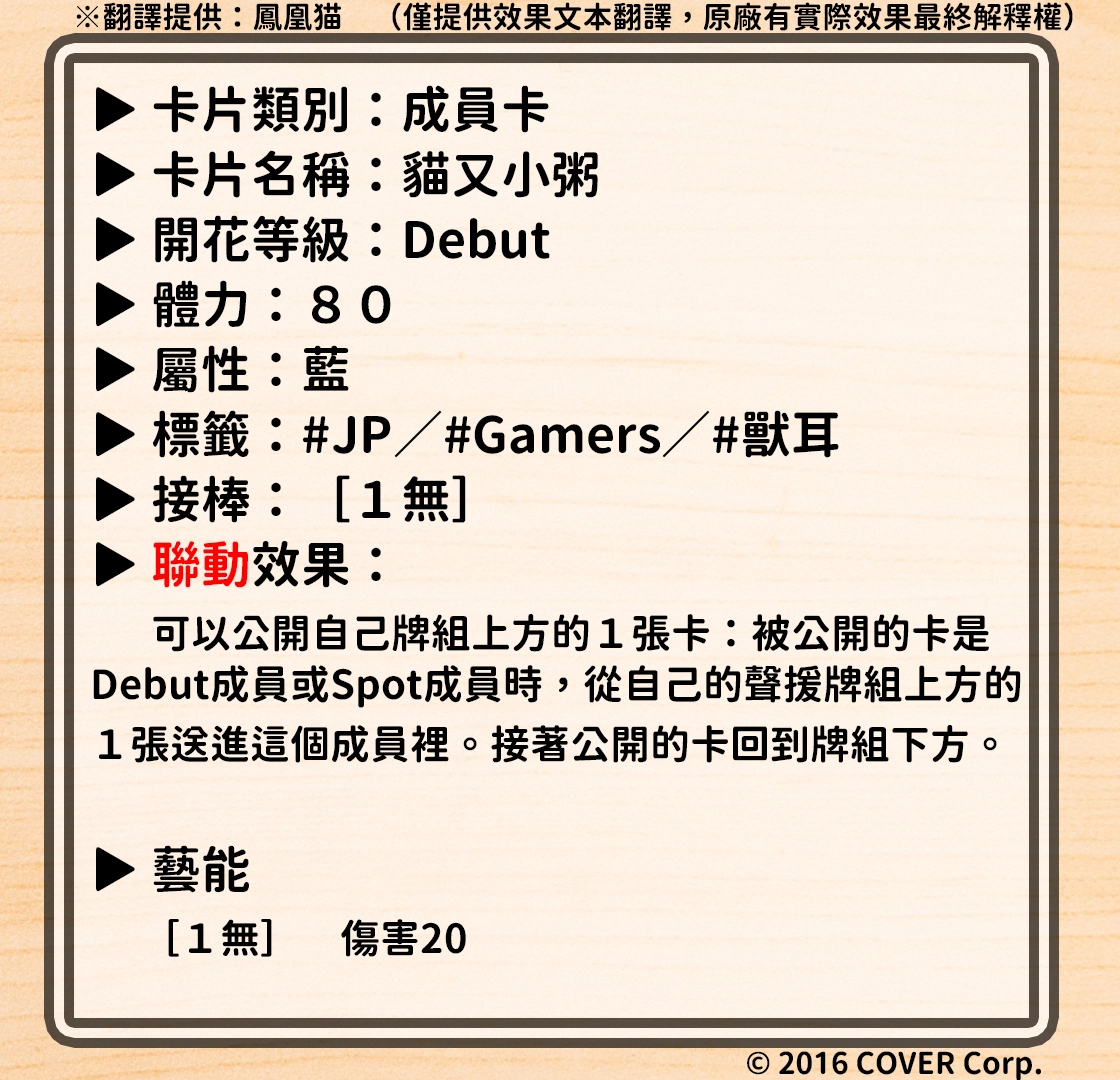 ※翻譯提供：鳳凰猫　（僅提供效果文本翻譯，原廠有實際效果最終解釋權）
▶ 卡片類別：成員卡
▶ 卡片名稱：貓又小粥
▶ 開花等級：Debut
▶ 體力：８０
▶ 屬性：藍
▶ 標籤：#JP／#Gamers／#獸耳
▶ 接棒：［１無］
▶ 聯動效果：
可以公開自己牌組上方的１張卡：被公開的卡是
Debut成員或Spot成員時，從自己的聲援牌組上方的
１張送進這個成員裡。接著公開的卡回到牌組下方。
▶ 藝能
［１無］　傷害20
© 2016 COVER Corp.